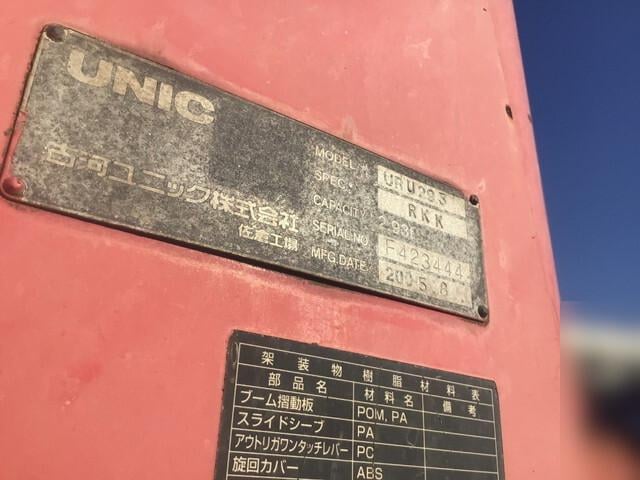 UNIC
古河ユニック株式会社
佐倉工場
MODEL URU293
SPEC. RKK
CAPACITY 2.93t
SERIAL NO. F423444
MFG.DATE 2005.8
架装物樹脂材料表
部品名 材料名 備考
ブーム摺動板 POM, PA
スライドシーブ PA
アウトリガワンタッチレバー PC
旋回カバー ABS